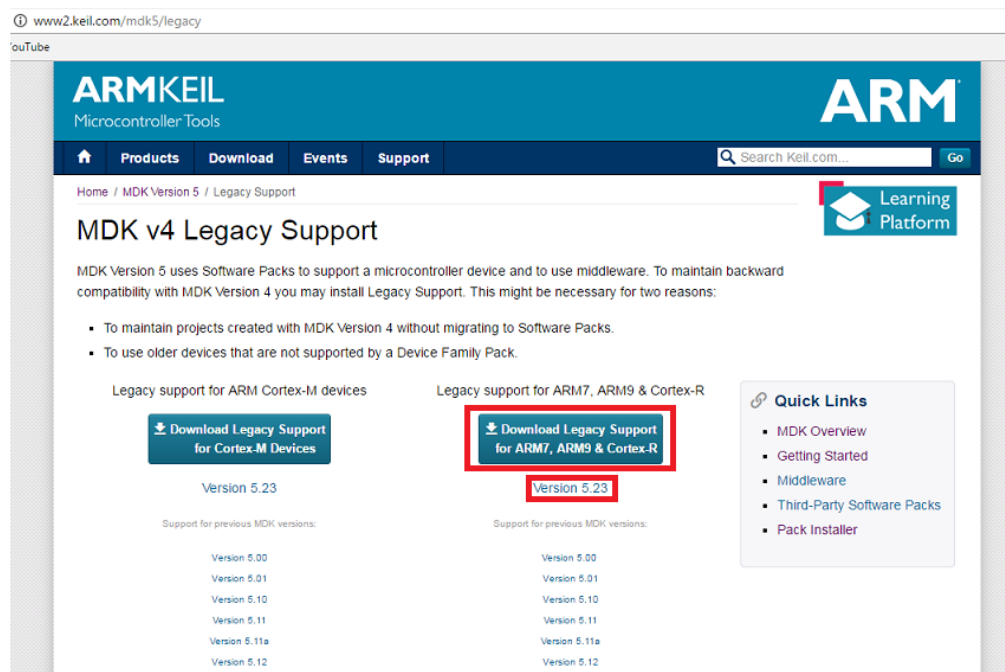 www2.keil.com/mdk5/legacy
YouTube
ARMKEIL
Microcontroller Tools
ARM
Products Download Events Support
Search Keil.com... Go
Home / MDK Version 5 / Legacy Support
Learning
Platform
MDK v4 Legacy Support
MDK Version 5 uses Software Packs to support a microcontroller device and to use middleware. To maintain backward
compatibility with MDK Version 4 you may install Legacy Support. This might be necessary for two reasons:
To maintain projects created with MDK Version 4 without migrating to Software Packs.
To use older devices that are not supported by a Device Family Pack.
Legacy support for ARM Cortex-M devices
Download Legacy Support
for Cortex-M Devices
Version 5.23
Support for previous MDK versions:
Version 5.00
Version 5.01
Version 5.10
Version 5.11
Version 5.11a
Version 5.12
Legacy support for ARM7, ARM9 & Cortex-R
Download Legacy Support
for ARM7, ARM9 & Cortex-R
Version 5.23
Support for previous MDK versions:
Version 5.00
Version 5.01
Version 5.10
Version 5.11
Version 5.11a
Version 5.12
Quick Links
MDK Overview
Getting Started
Middleware
Third-Party Software Packs
Pack Installer